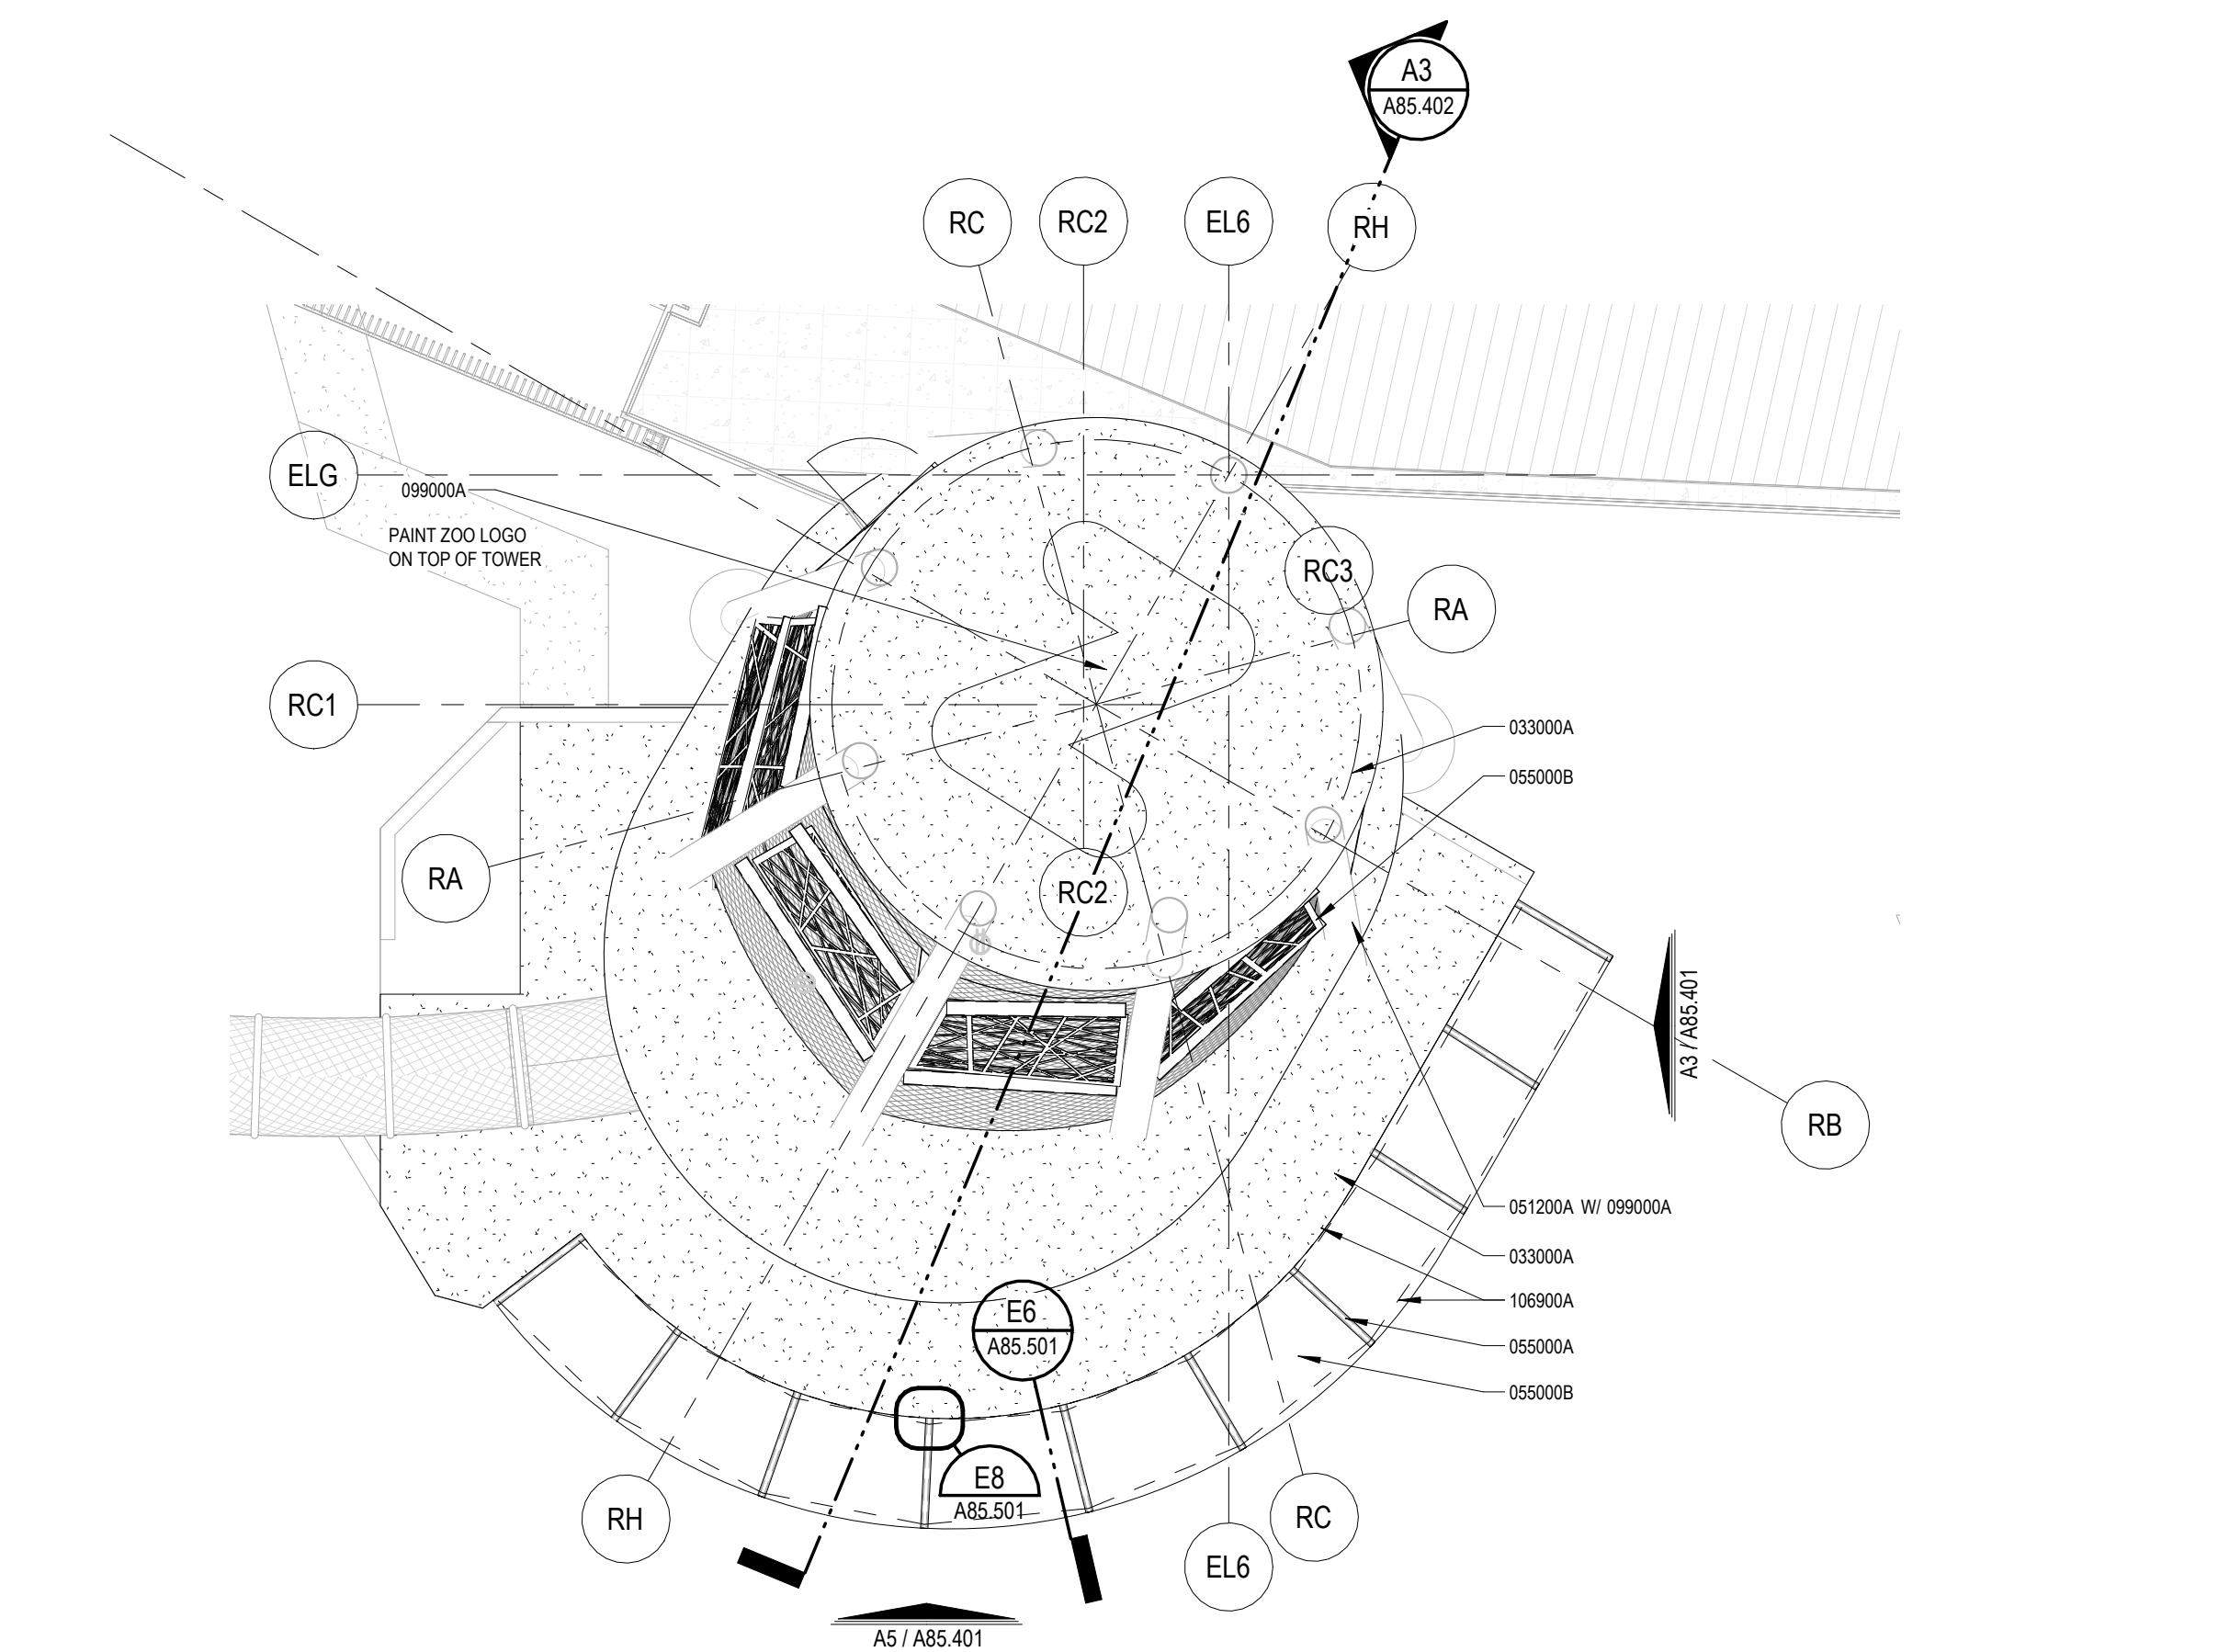 A3
A85.402
RC
RC2
EL6
RH
ELG
099000A
PAINT ZOO LOGO
ON TOP OF TOWER
RC3
RA
RC1
033000A
055000B
RA
RC2
A3 / A85.401
RB
051200A W/ 099000A
033000A
106900A
055000A
055000B
E6
A85.501
E8
A85.501
RH
RC
EL6
A5 / A85.401